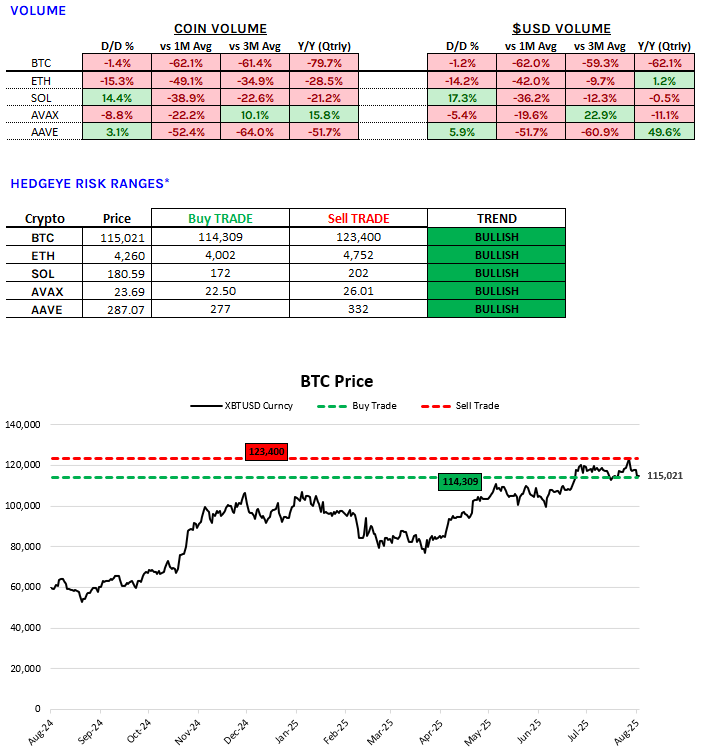 VOLUME
COIN VOLUME $USD VOLUME
D/D % vs 1M Avg vs 3M Avg Y/Y (Qtrly) D/D % vs 1M Avg vs 3M Avg Y/Y (Qtrly)
BTC -1.4% -62.1% -61.4% -79.7% -1.2% -62.0% -59.3% -62.1%
ETH -15.3% -49.1% -34.9% -28.5% -14.2% -42.0% -9.7% 1.2%
SOL 14.4% -38.9% -22.6% -21.2% 17.3% -36.2% -12.3% -0.5%
AVAX -8.8% -22.2% 10.1% 15.8% -5.4% -19.6% 22.9% -11.1%
AAVE 3.1% -52.4% -64.0% -51.7% 5.9% -51.7% -60.9% 49.6%
HEDGEYE RISK RANGES*
Crypto Price Buy TRADE Sell TRADE TREND
BTC 115,021 114,309 123,400 BULLISH
ETH 4,260 4,002 4,752 BULLISH
SOL 180.59 172 202 BULLISH
AVAX 23.69 22.50 26.01 BULLISH
AAVE 287.07 277 332 BULLISH
BTC Price
XBTUSD Curncy Buy Trade Sell Trade
140,000
123,400
120,000
114,309
115,021
100,000
80,000
60,000
40,000
20,000
0
Aug-24 Sep-24 Oct-24 Nov-24 Dec-24 Jan-25 Feb-25 Mar-25 Apr-25 May-25 Jun-25 Jul-25 Aug-25